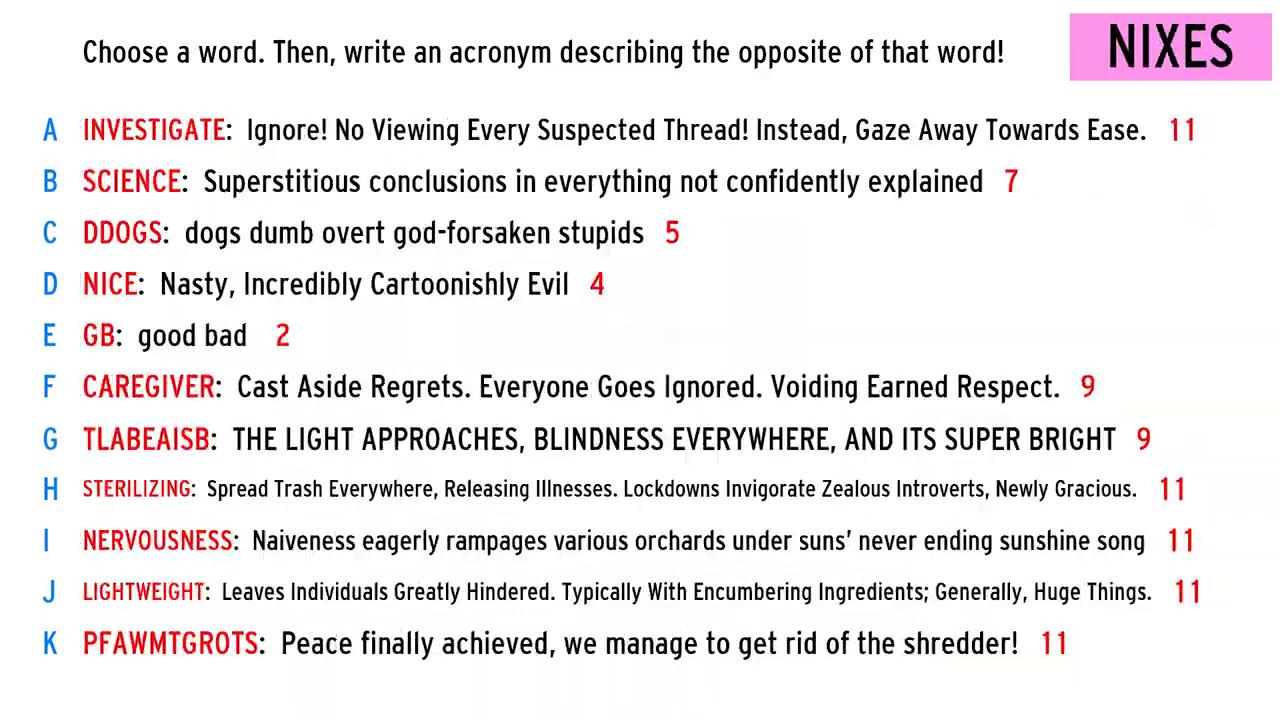 Choose a word. Then, write an acronym describing the opposite of that word!
NIXES
A INVESTIGATE: Ignore! No Viewing Every Suspected Thread! Instead, Gaze Away Towards Ease. 11
B SCIENCE: Superstitious conclusions in everything not confidently explained 7
C DDOGS: dogs dumb overt god-forsaken stupids 5
D NICE: Nasty, Incredibly Cartoonishly Evil 4
E GB: good bad 2
F CAREGIVER: Cast Aside Regrets. Everyone Goes Ignored. Voiding Earned Respect. 9
G TLABEAISB: THE LIGHT APPROACHES, BLINDNESS EVERYWHERE, AND ITS SUPER BRIGHT 9
H STERILIZING: Spread Trash Everywhere, Releasing Illnesses. Lockdowns Invigorate Zealous Introverts, Newly Gracious. 11
I NERVOUSNESS: Naiveness eagerly rampages various orchards under suns' never ending sunshine song 11
J LIGHTWEIGHT: Leaves Individuals Greatly Hindered. Typically With Encumbering Ingredients; Generally, Huge Things. 11
K PFAWMTGROTS: Peace finally achieved, we manage to get rid of the shredder! 11